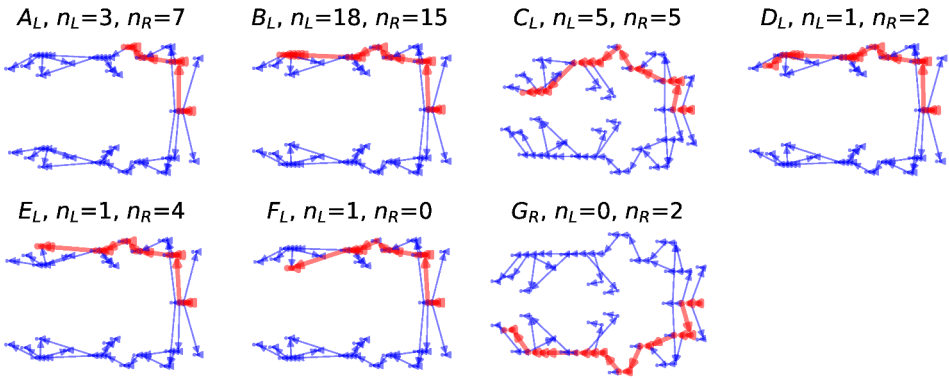 A_L, n_L=3, n_R=7
B_L, n_L=18, n_R=15
C_L, n_L=5, n_R=5
D_L, n_L=1, n_R=2
E_L, n_L=1, n_R=4
F_L, n_L=1, n_R=0
G_R, n_L=0, n_R=2